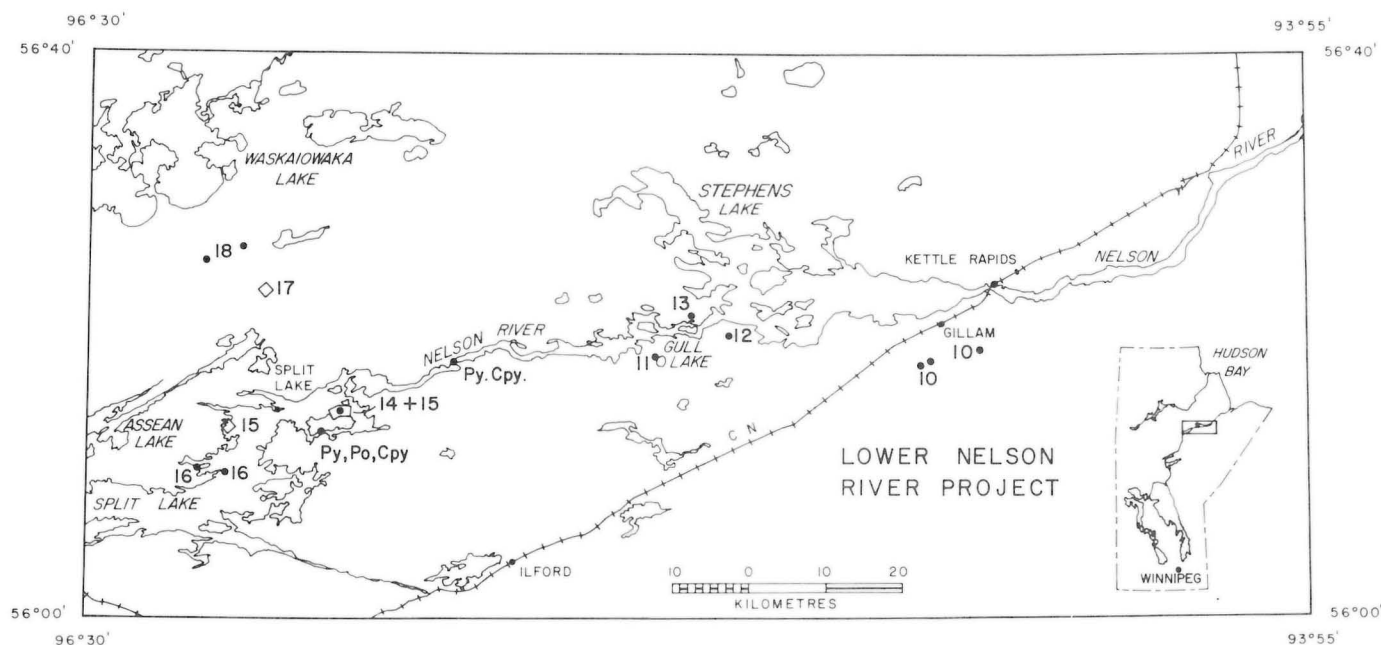 96°30'
93°55'
56°40'
56°40'
WASKAIOWAKA
LAKE
RIVER
STEPHENS
LAKE
18
KETTLE RAPIDS
NELSON
17
13
NELSON RIVER
12
GILLAM
11
GULL
LAKE
10
10
Py. Cpy.
HUDSON
BAY
SPLIT
LAKE
14 + 15
ASSEAN
LAKE
15
Py, Po, Cpy
C N
16
16
LOWER NELSON
RIVER PROJECT
SPLIT LAKE
ILFORD
10 0 10 20
KILOMETRES
WINNIPEG
56°00'
56°00'
96°30'
93°55'